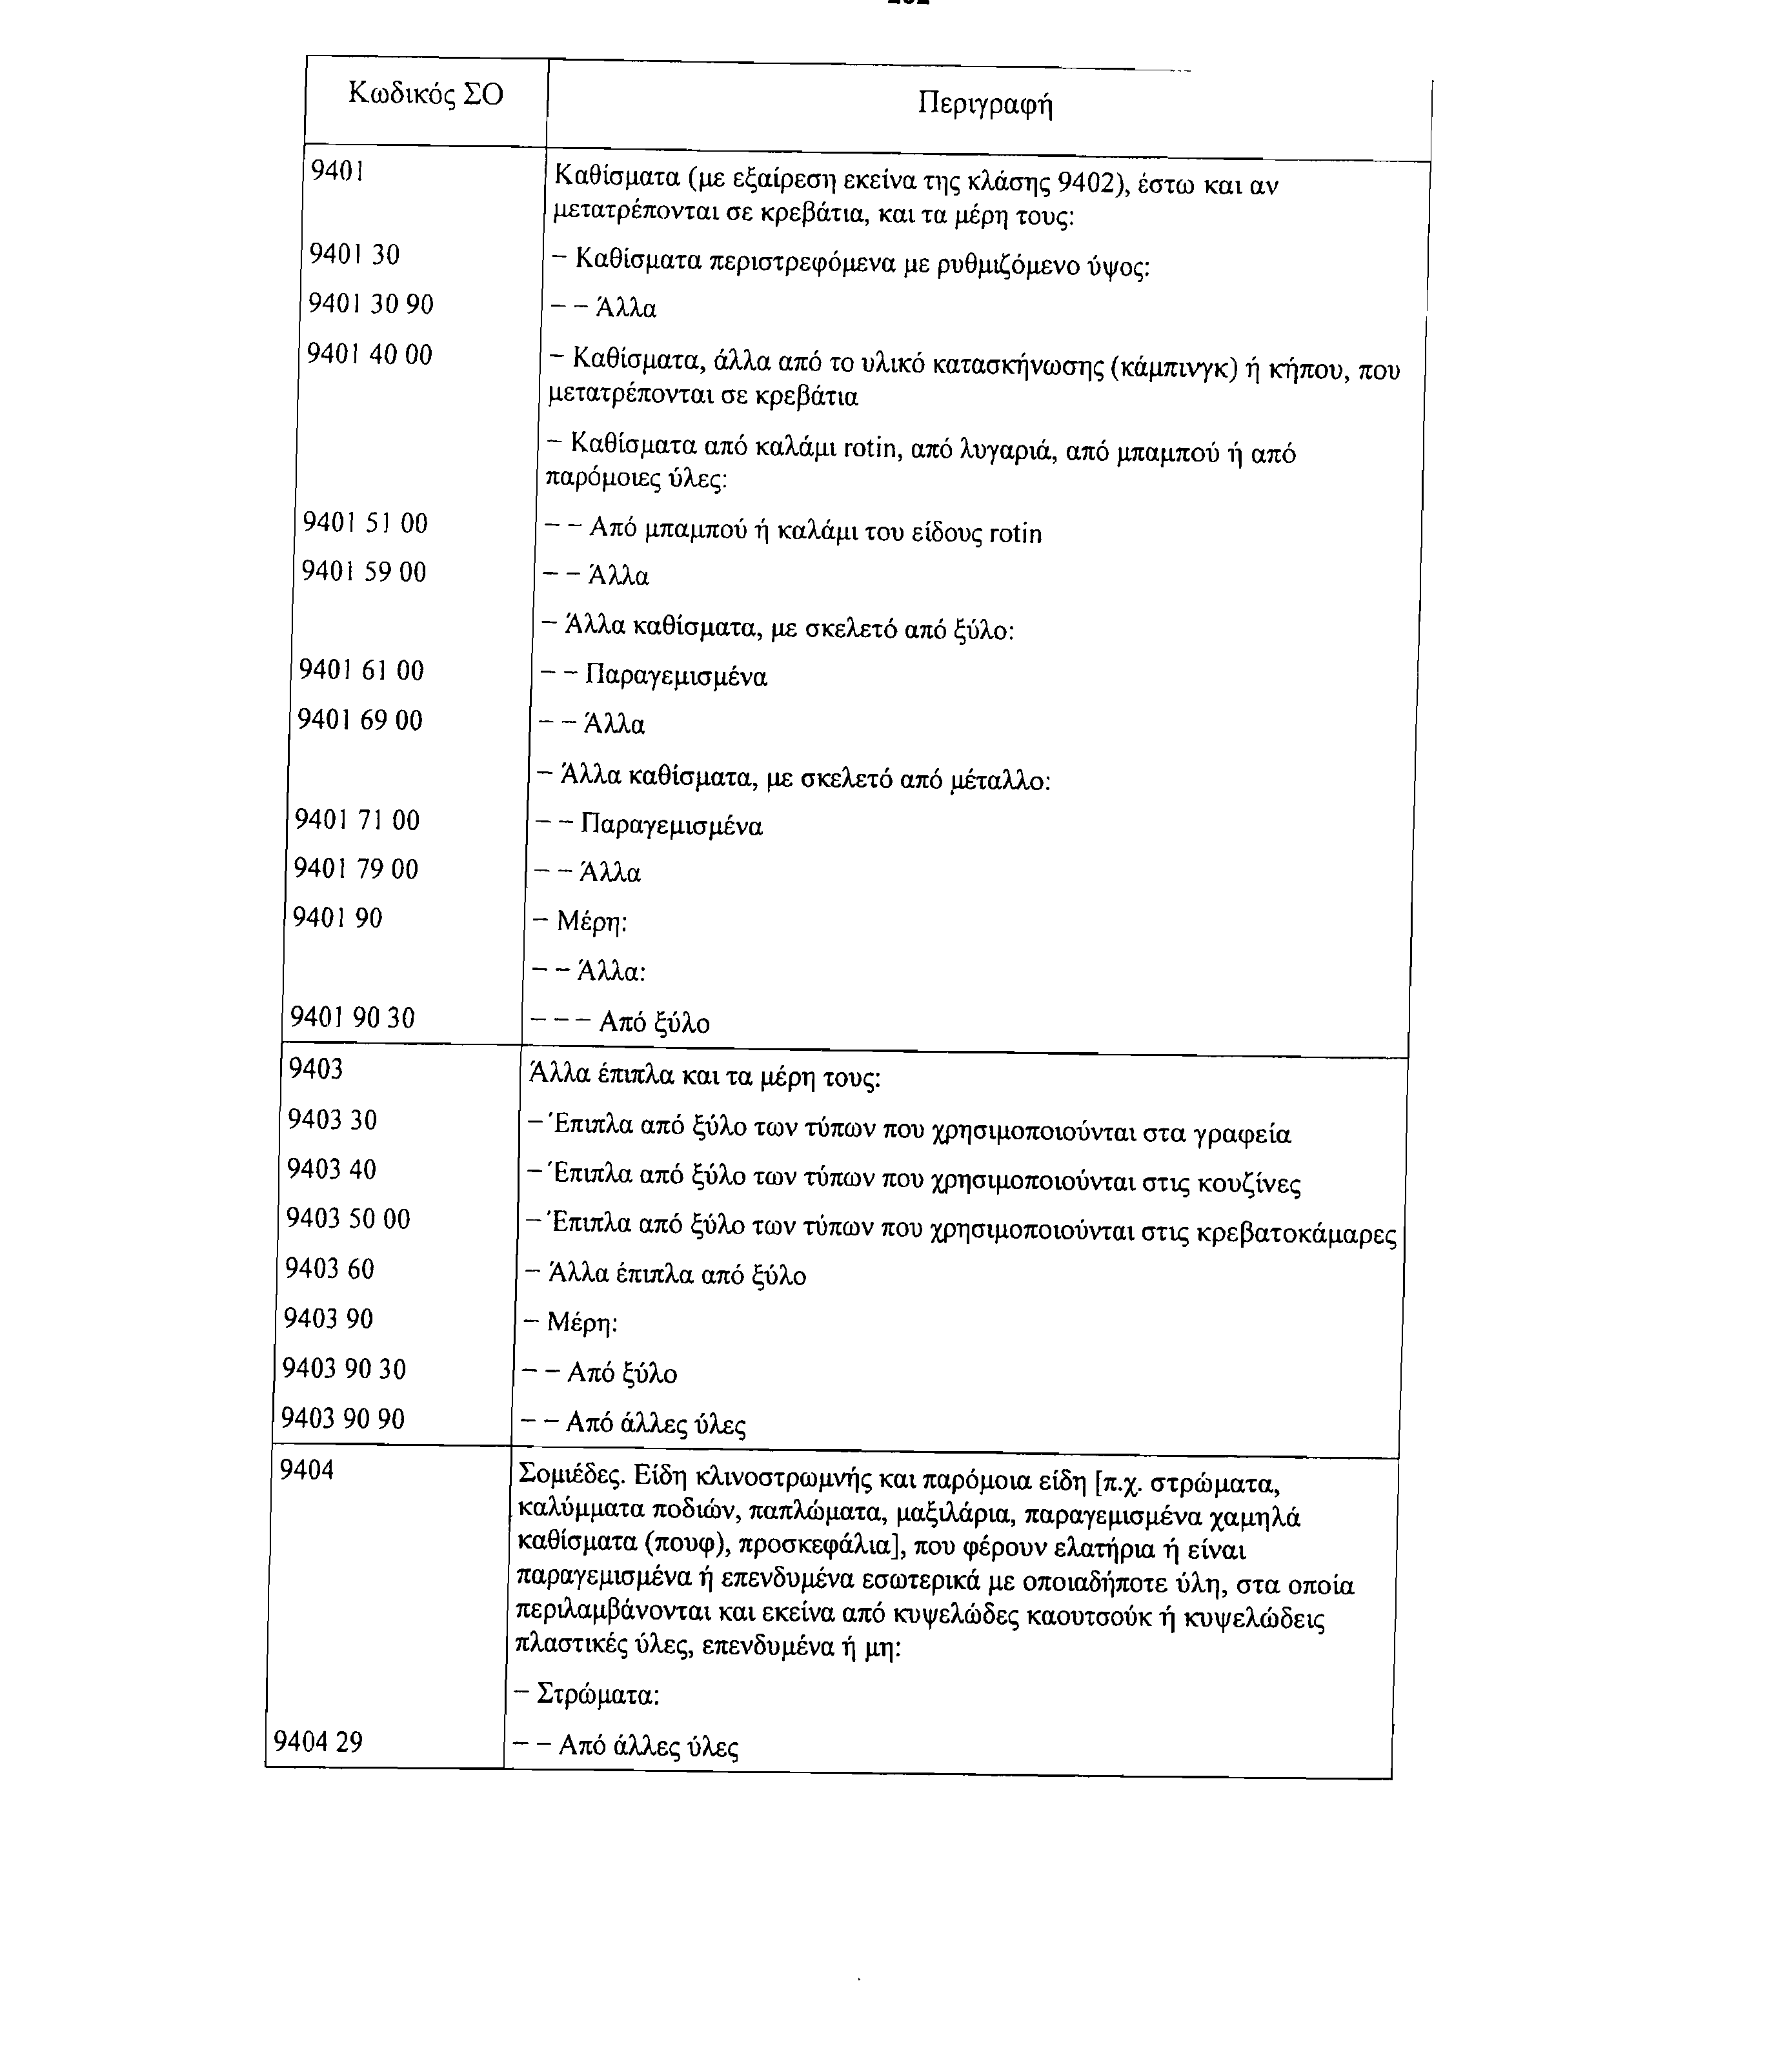 Κωδικός ΣΟ Περιγραφή
9401 Καθίσματα (με εξαίρεση εκείνα της κλάσης 9402), έστω και αν
μετατρέπονται σε κρεβάτια, και τα μέρη τους:
9401 30 – Καθίσματα περιστρεφόμενα με ρυθμιζόμενο ύψος:
9401 30 90 – – Άλλα
9401 40 00 – Καθίσματα, άλλα από το υλικό κατασκήνωσης (κάμπινγκ) ή κήπου, που
μετατρέπονται σε κρεβάτια
– Καθίσματα από καλάμι rotin, από λυγαριά, από μπαμπού ή από
παρόμοιες ύλες:
9401 51 00 – – Από μπαμπού ή καλάμι του είδους rotin
9401 59 00 – – Άλλα
– Άλλα καθίσματα, με σκελετό από ξύλο:
9401 61 00 – – Παραγεμισμένα
9401 69 00 – – Άλλα
– Άλλα καθίσματα, με σκελετό από μέταλλο:
9401 71 00 – – Παραγεμισμένα
9401 79 00 – – Άλλα
9401 90 – Μέρη:
– – Άλλα:
9401 90 30 – – – Από ξύλο
9403 Άλλα έπιπλα και τα μέρη τους:
9403 30 – Έπιπλα από ξύλο των τύπων που χρησιμοποιούνται στα γραφεία
9403 40 – Έπιπλα από ξύλο των τύπων που χρησιμοποιούνται στις κουζίνες
9403 50 00 – Έπιπλα από ξύλο των τύπων που χρησιμοποιούνται στις κρεβατοκάμαρες
9403 60 – Άλλα έπιπλα από ξύλο
9403 90 – Μέρη:
9403 90 30 – – Από ξύλο
9403 90 90 – – Από άλλες ύλες
9404 Σομιέδες. Είδη κλινοστρωμνής και παρόμοια είδη [π.χ. στρώματα,
καλύμματα ποδιών, παπλώματα, μαξιλάρια, παραγεμισμένα χαμηλά
καθίσματα (πουφ), προσκεφάλια], που φέρουν ελατήρια ή είναι
παραγεμισμένα ή επενδυμένα εσωτερικά με οποιαδήποτε ύλη, στα οποία
περιλαμβάνονται και εκείνα από κυψελώδες καουτσούκ ή κυψελώδεις
πλαστικές ύλες, επενδυμένα ή μη:
– Στρώματα:
9404 29 – – Από άλλες ύλες